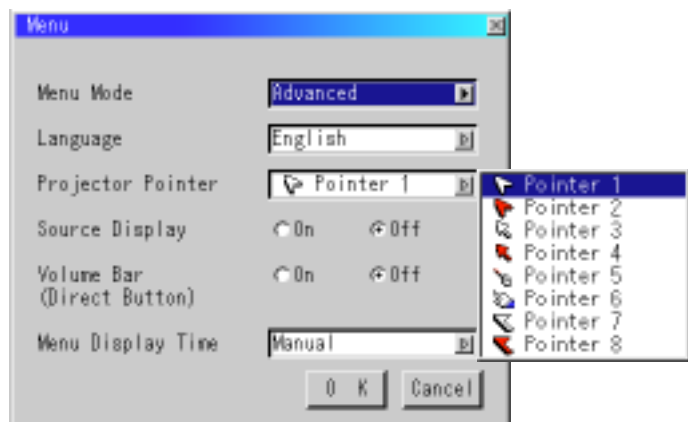 Menu
Menu Mode Advanced
Language English
Projector Pointer Pointer 1
Source Display On Off
Volume Bar On Off
(Direct Button)
Menu Display Time Manual
O K Cancel
Pointer 1
Pointer 2
Pointer 3
Pointer 4
Pointer 5
Pointer 6
Pointer 7
Pointer 8